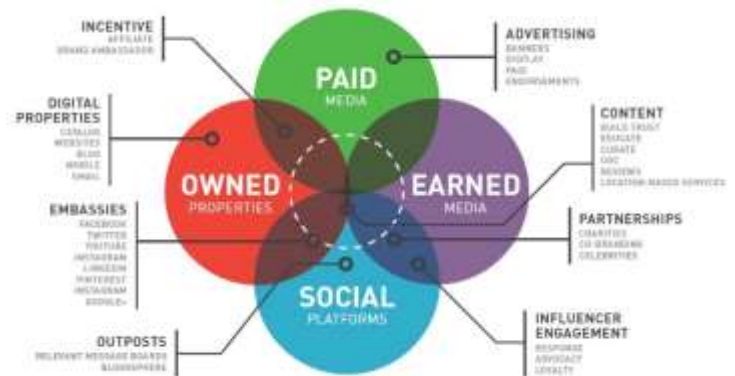 INCENTIVE
AFFILIATE
BRAND AMBASSADOR
DIGITAL
PROPERTIES
CATALOG
WEBSITES
BLOG
MOBILE
EMAIL
EMBASSIES
FACEBOOK
TWITTER
YOUTUBE
INSTAGRAM
LINKEDIN
PINTEREST
INSTAGRAM
GOOGLE+
OUTPOSTS
RELEVANT MESSAGE BOARDS
BLOGOSPHERE
PAID
MEDIA
OWNED
PROPERTIES
EARNED
MEDIA
SOCIAL
PLATFORMS
ADVERTISING
BANNERS
DISPLAY
PAID
ENDORSEMENTS
CONTENT
BUILD TRUST
EDUCATE
CURATE
UGC
REVIEWS
LOCATION-BASED SERVICES
PARTNERSHIPS
CHARITIES
CO-BRANDING
CELEBRITIES
INFLUENCER
ENGAGEMENT
RESPONSE
ADVOCACY
LOYALTY